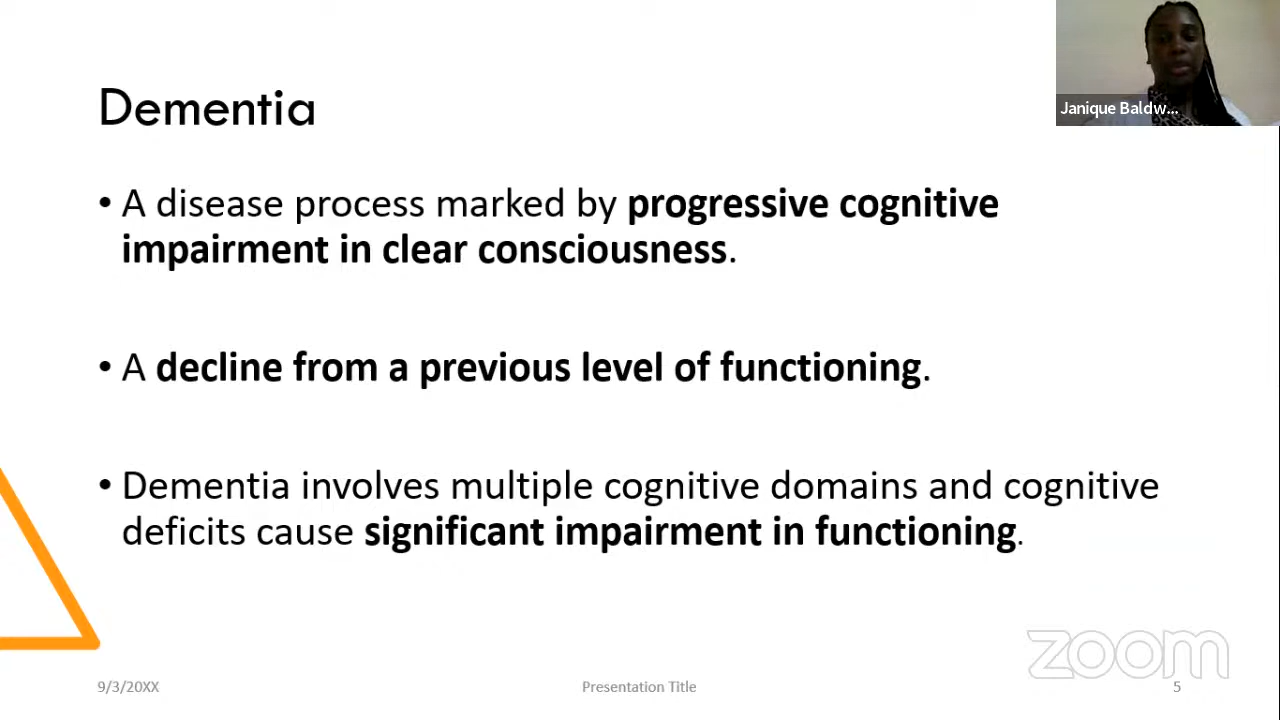 Dementia
Janique Baldw...
• A disease process marked by progressive cognitive
impairment in clear consciousness.
• A decline from a previous level of functioning.
• Dementia involves multiple cognitive domains and cognitive
deficits cause significant impairment in functioning.
zoom
9/3/20XX
Presentation Title
5